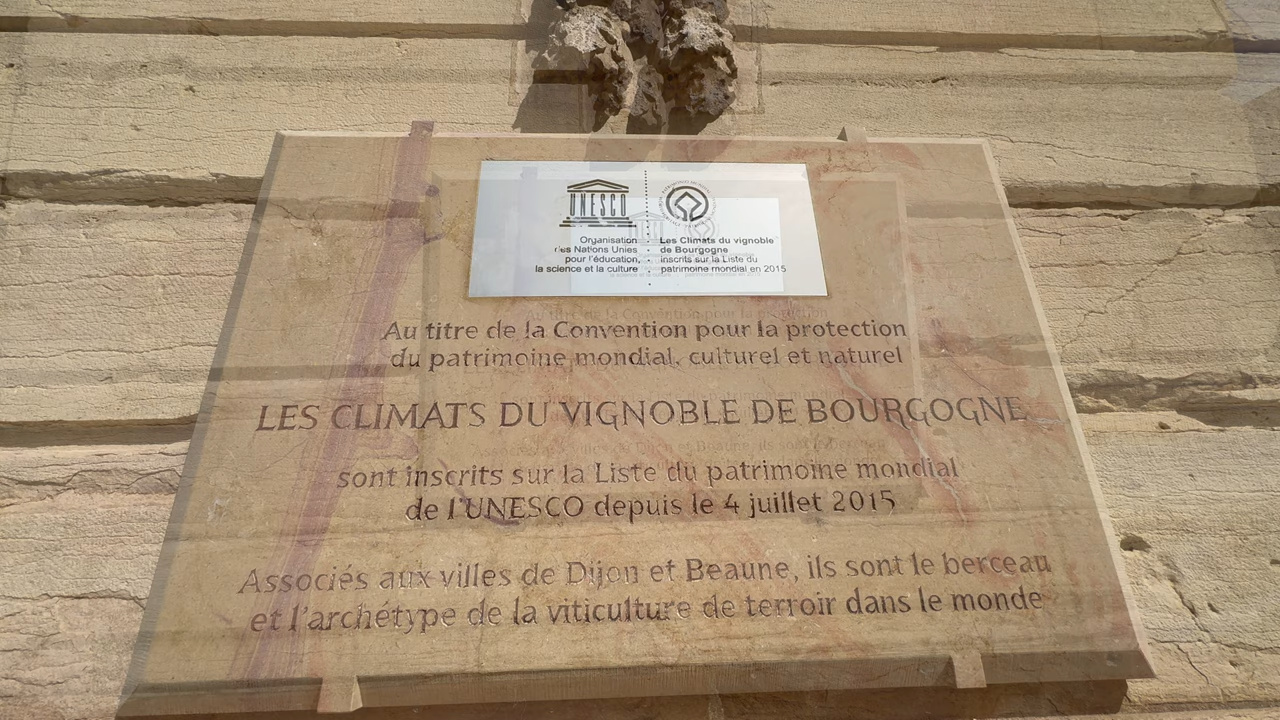 UNESCO
PATRIMONIO MUNDIAL
Organisation
des Nations Unies
pour l'éducation,
la science et la culture
Les Climats du vignoble
de Bourgogne
inscrits sur la Liste du
patrimoine mondial en 2015
Au titre de la Convention pour la protection
du patrimoine mondial, culturel et naturel
LES CLIMATS DU VIGNOBLE DE BOURGOGNE
sont inscrits sur la Liste du patrimoine mondial
de l'UNESCO depuis le 4 juillet 2015
Associés aux villes de Dijon et Beaune, ils sont le berceau
et l'archétype de la viticulture de terroir dans le monde